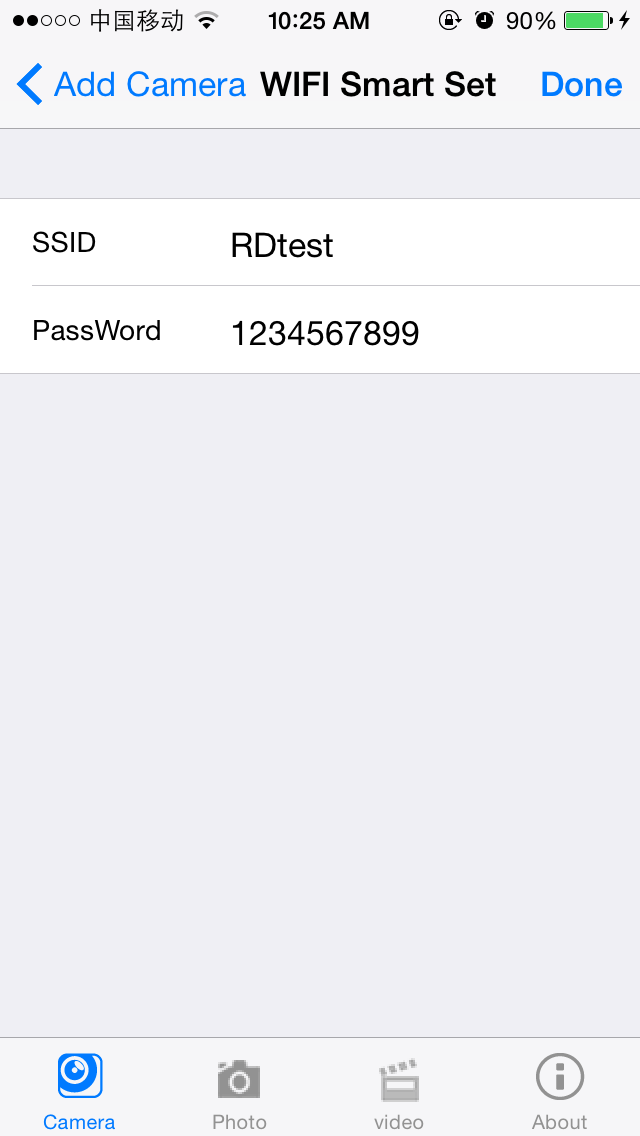 中国移动 10:25 AM 90%
Add Camera WIFI Smart Set Done
SSID RDtest
PassWord 1234567899
Camera Photo video About